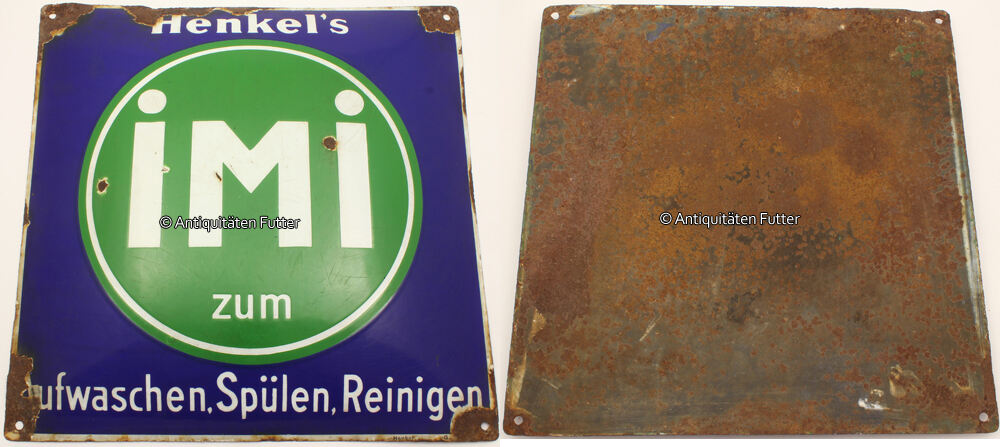 Henkel's
iMi
© Antiquitäten Futter
zum
ufwaschen, Spülen, Reinigen
© Antiquitäten Futter